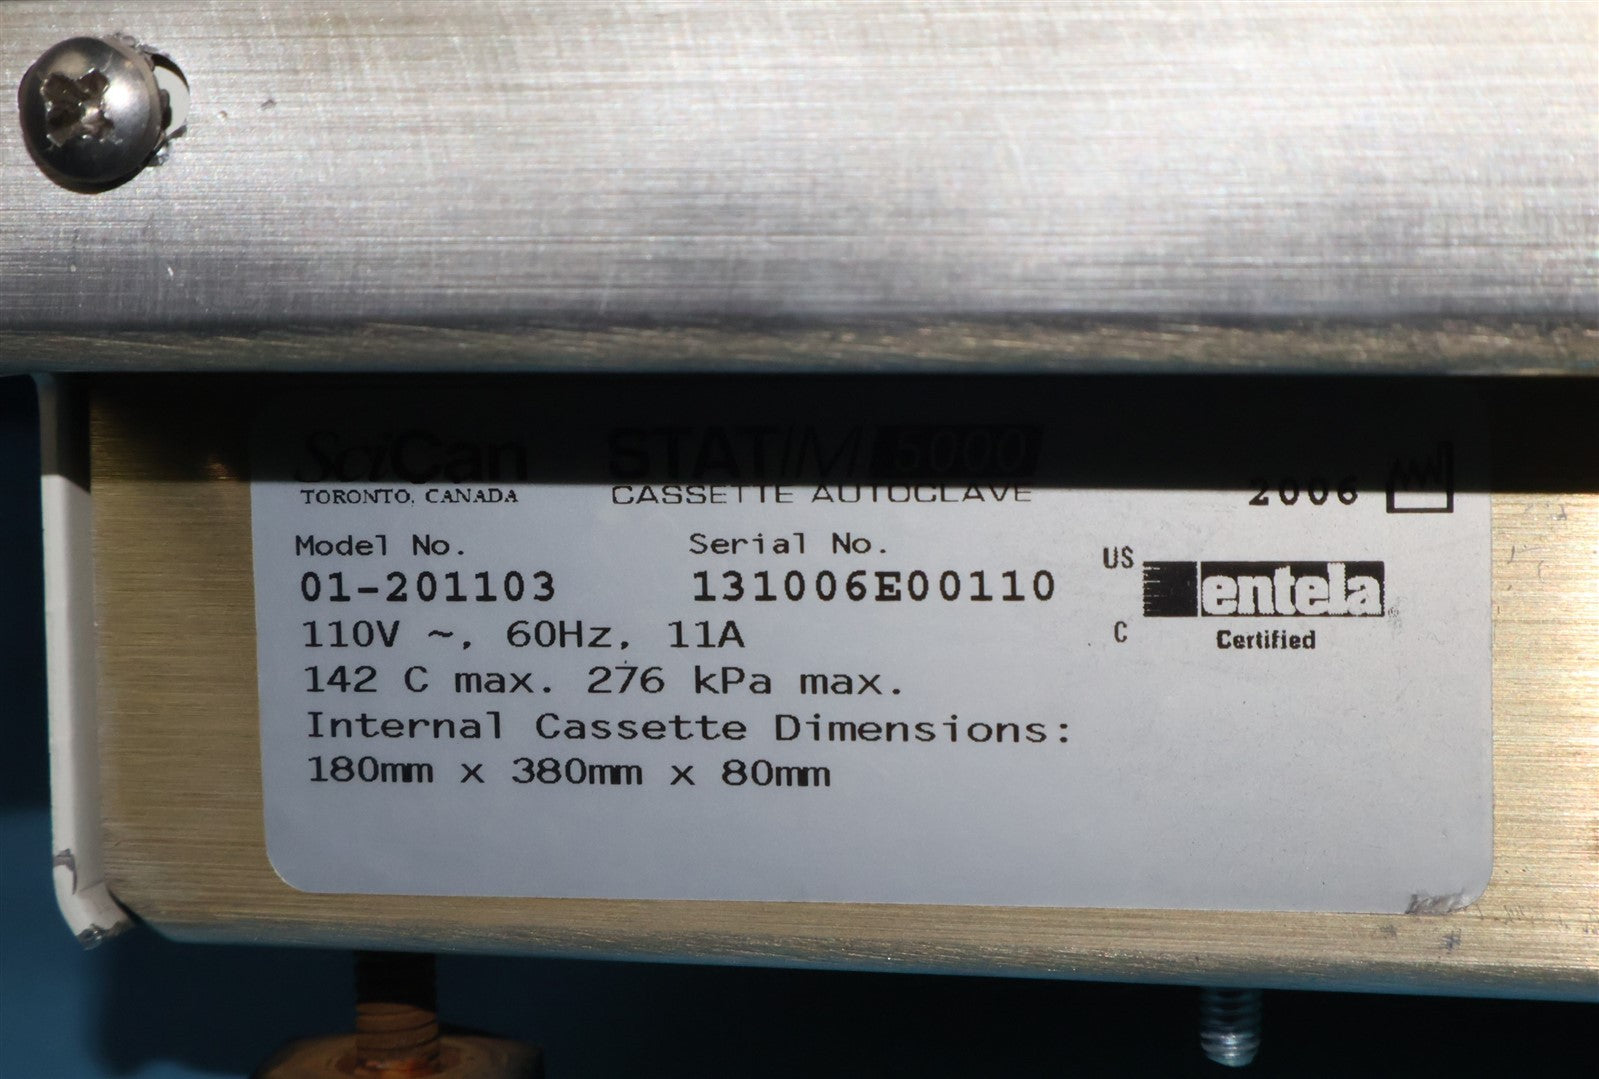 SciCan
TORONTO, CANADA
STATIM 5000
CASSETTE AUTOCLAVE
2006
Model No.
Serial No.
01-201103
131006E00110
110V ~, 60Hz, 11A
142 C max. 276 kPa max.
Internal Cassette Dimensions:
180mm x 380mm x 80mm
US
entela
C
Certified